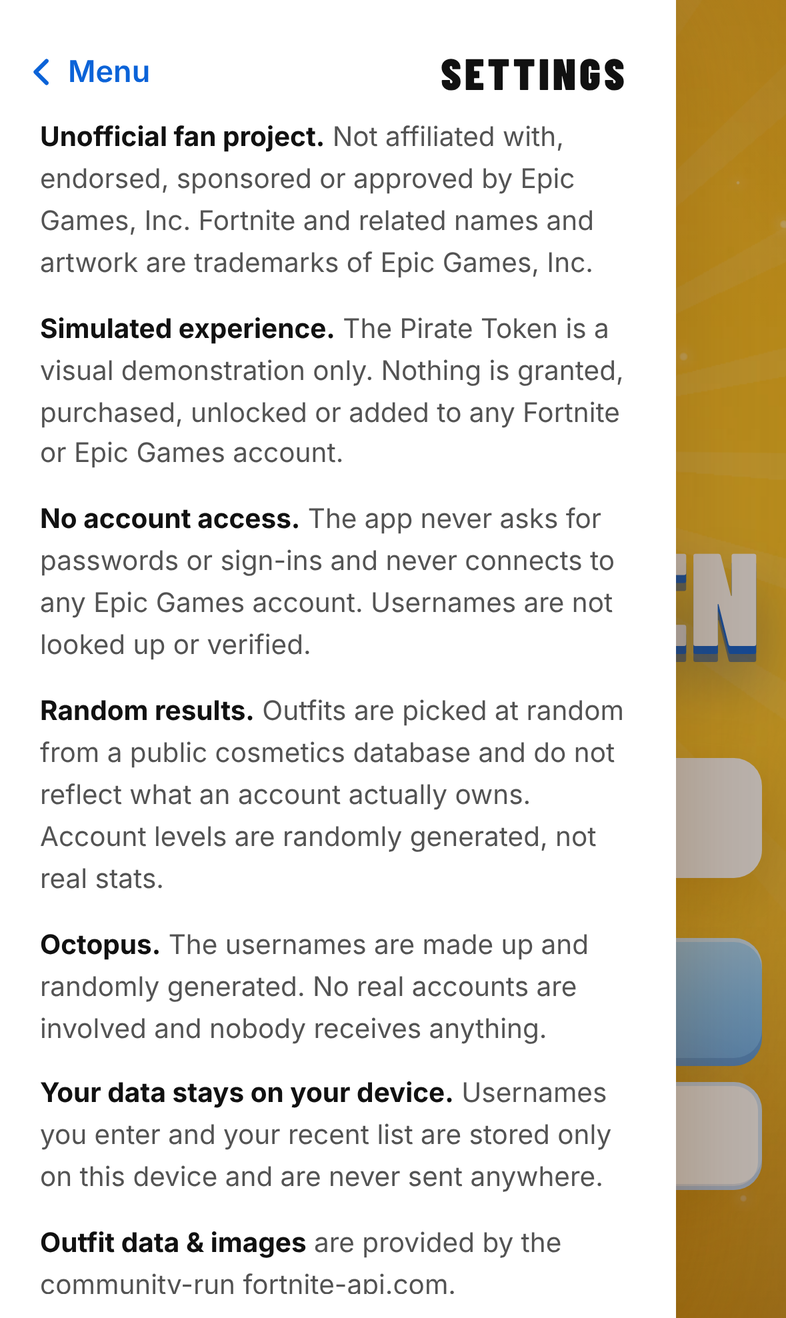 Menu
SETTINGS
Unofficial fan project. Not affiliated with,
endorsed, sponsored or approved by Epic
Games, Inc. Fortnite and related names and
artwork are trademarks of Epic Games, Inc.
Simulated experience. The Pirate Token is a
visual demonstration only. Nothing is granted,
purchased, unlocked or added to any Fortnite
or Epic Games account.
No account access. The app never asks for
passwords or sign-ins and never connects to
any Epic Games account. Usernames are not
looked up or verified.
Random results. Outfits are picked at random
from a public cosmetics database and do not
reflect what an account actually owns.
Account levels are randomly generated, not
real stats.
Octopus. The usernames are made up and
randomly generated. No real accounts are
involved and nobody receives anything.
Your data stays on your device. Usernames
you enter and your recent list are stored only
on this device and are never sent anywhere.
Outfit data & images are provided by the
community-run fortnite-api.com.
EN